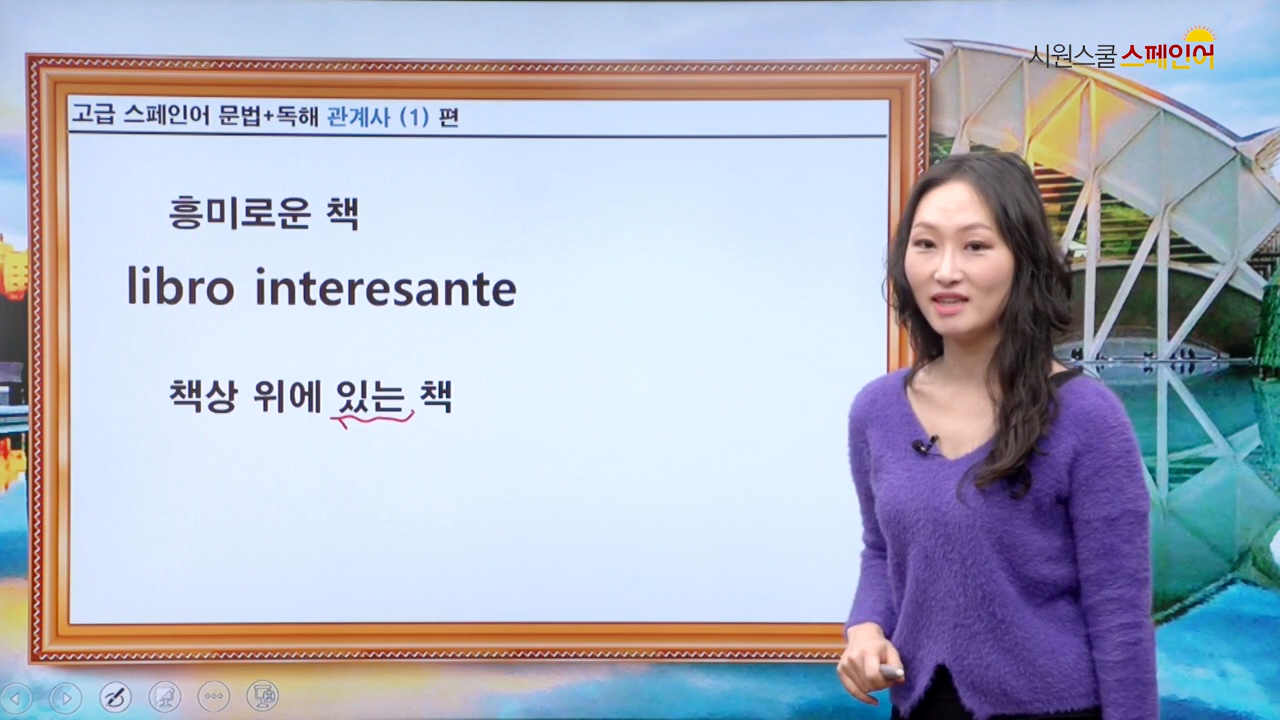 시원스쿨 스페인어
고급 스페인어 문법+독해 관계사 (1) 편
흥미로운 책
libro interesante
책상 위에 있는 책